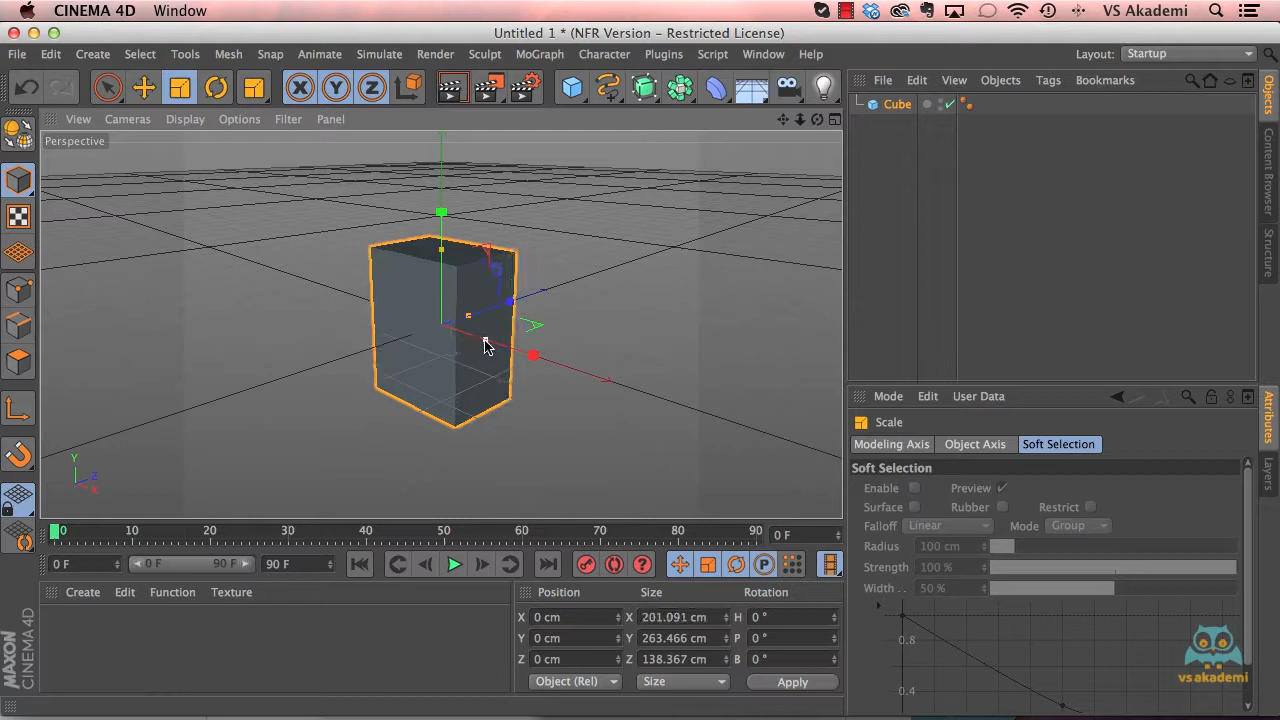 CINEMA 4D Window VS Akademi
Untitled 1 * (NFR Version - Restricted License)
File Edit Create Select Tools Mesh Snap Animate Simulate Render Sculpt MoGraph Character Plugins Script Window Help Layout: Startup
X Y Z
File Edit View Objects Tags Bookmarks
View Cameras Display Options Filter Panel
Cube
Perspective
Objects
Content Browser
Structure
Y
Z
X
Mode Edit User Data
Scale
Modeling Axis Object Axis Soft Selection
Soft Selection
Enable Preview
Surface Rubber Restrict
Falloff Linear Mode Group
Radius 100 cm
Strength 100 %
Width . . 50 %
0.8
0.4
Attributes
Layers
vs akademi
0 10 20 30 40 50 60 70 80 90 0 F
0 F 0 F 90 F 90 F P
Create Edit Function Texture
Position Size Rotation
X 0 cm X 201.091 cm H 0 °
Y 0 cm Y 263.466 cm P 0 °
Z 0 cm Z 138.367 cm B 0 °
Object (Rel) Size Apply
MAXON
CINEMA 4D